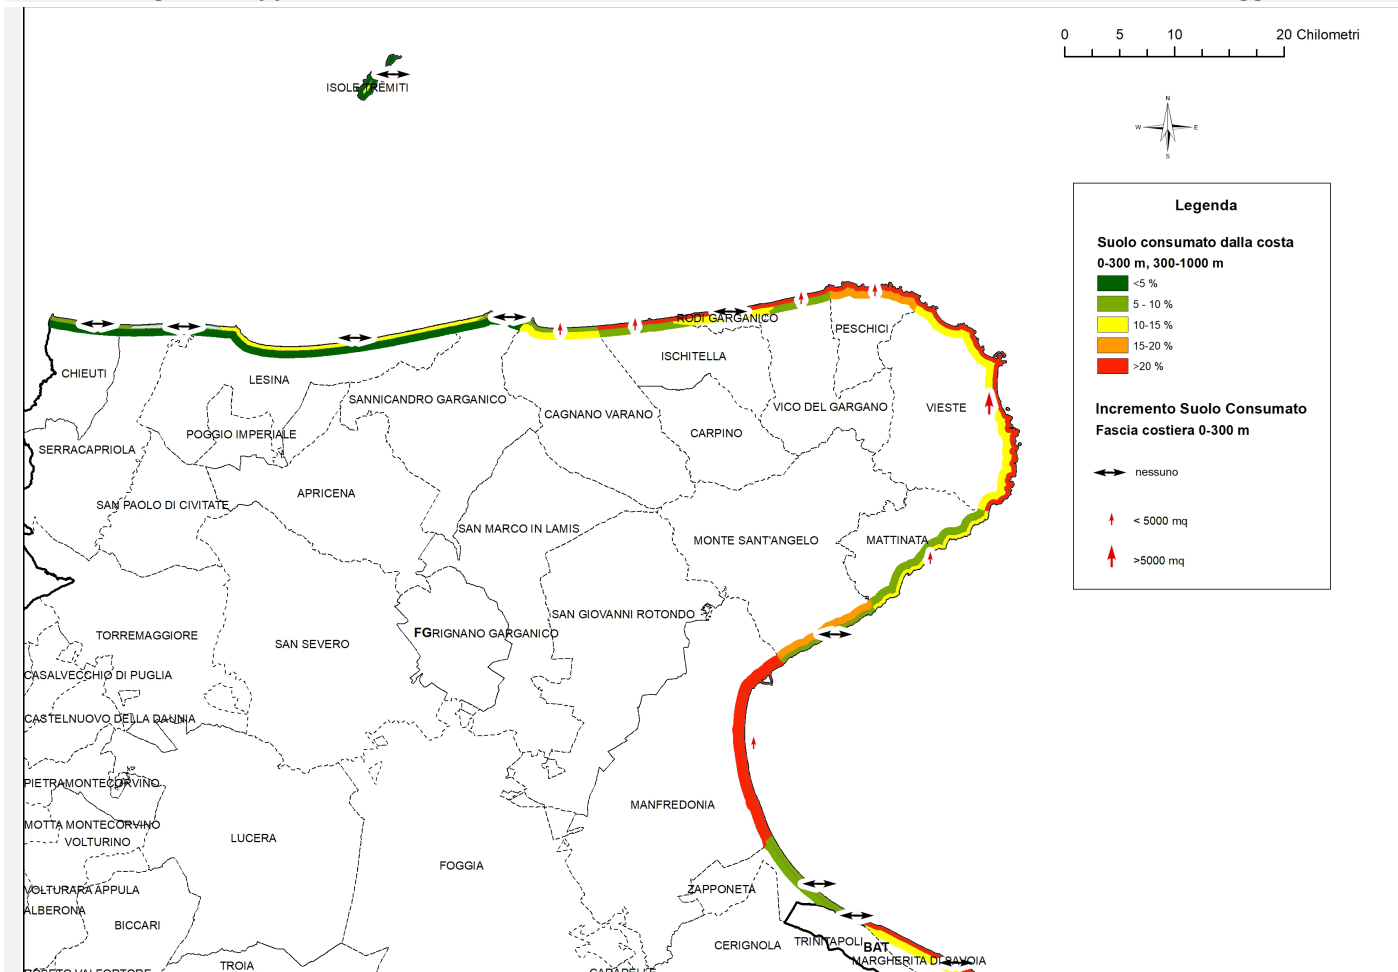 0 5 10 20 Chilometri
N
W E
S
ISOLE TREMITI
Legenda
Suolo consumato dalla costa
0-300 m, 300-1000 m
<5 %
5 - 10 %
10-15 %
15-20 %
>20 %
Incremento Suolo Consumato
Fascia costiera 0-300 m
nessuno
< 5000 mq
>5000 mq
RODI GARGANICO
PESCHICI
ISCHITELLA
CHIEUTI
LESINA
SANNICANDRO GARGANICO
CAGNANO VARANO
VICO DEL GARGANO
VIESTE
POGGIO IMPERIALE
CARPINO
SERRACAPRIOLA
APRICENA
SAN PAOLO DI CIVITATE
SAN MARCO IN LAMIS
MONTE SANT'ANGELO
MATTINATA
SAN GIOVANNI ROTONDO
TORREMAGGIORE
SAN SEVERO
FG
RIGNANO GARGANICO
CASALVECCHIO DI PUGLIA
CASTELNUOVO DELLA DAUNIA
PIETRAMONTECORVINO
MANFREDONIA
MOTTA MONTECORVINO
VOLTURINO
LUCERA
FOGGIA
VOLTURARA APPULA
ZAPPONETA
ALBERONA
BICCARI
CERIGNOLA
TRINITAPOLI
BAT
MARGHERITA DI SAVOIA
TROIA